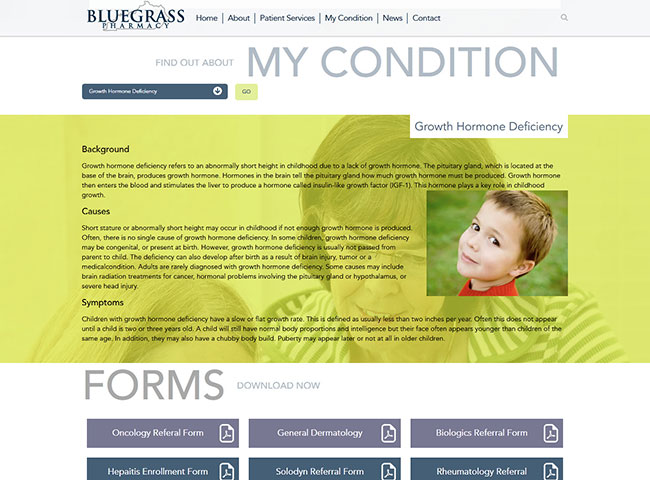 BLUEGRASS
PHARMACY
Home About Patient Services My Condition News Contact
FIND OUT ABOUT MY CONDITION
Growth Hormone Deficiency GO
Growth Hormone Deficiency
Background
Growth hormone deficiency refers to an abnormally short height in childhood due to a lack of growth hormone. The pituitary gland, which is located at the
base of the brain, produces growth hormone. Hormones in the brain tell the pituitary gland how much growth hormone must be produced. Growth hormone
then enters the blood and stimulates the liver to produce a hormone called insulin-like growth factor (IGF-1). This hormone plays a key role in childhood
growth.
Causes
Short stature or abnormally short height may occur in childhood if not enough growth hormone is produced.
Often, there is no single cause of growth hormone deficiency. In some children, growth hormone deficiency
may be congenital, or present at birth. However, growth hormone deficiency is usually not passed from
parent to child. The deficiency can also develop after birth as a result of brain injury, tumor or a
medicalcondition. Adults are rarely diagnosed with growth hormone deficiency. Some causes may include
brain radiation treatments for cancer, hormonal problems involving the pituitary gland or hypothalamus, or
severe head injury.
Symptoms
Children with growth hormone deficiency have a slow or flat growth rate. This is defined as usually less than two inches per year. Often this does not appear
until a child is two or three years old. A child will still have normal body proportions and intelligence but their face often appears younger than children of the
same age. In addition, they may also have a chubby body build. Puberty may appear later or not at all in older children.
FORMS DOWNLOAD NOW
Oncology Referal Form General Dermatology Biologics Referral Form
Hepaitis Enrollment Form Solodyn Referral Form Rheumatology Referral